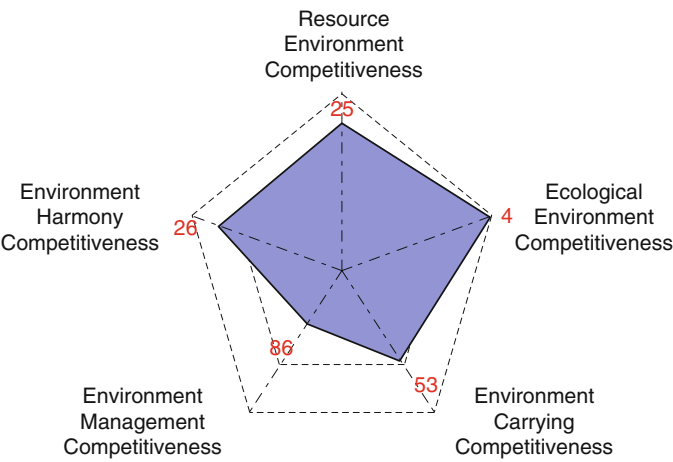 Resource
Environment
Competitiveness
25
Ecological
Environment
Competitiveness
4
Environment
Harmony
Competitiveness
26
86
53
Environment
Management
Competitiveness
Environment
Carrying
Competitiveness